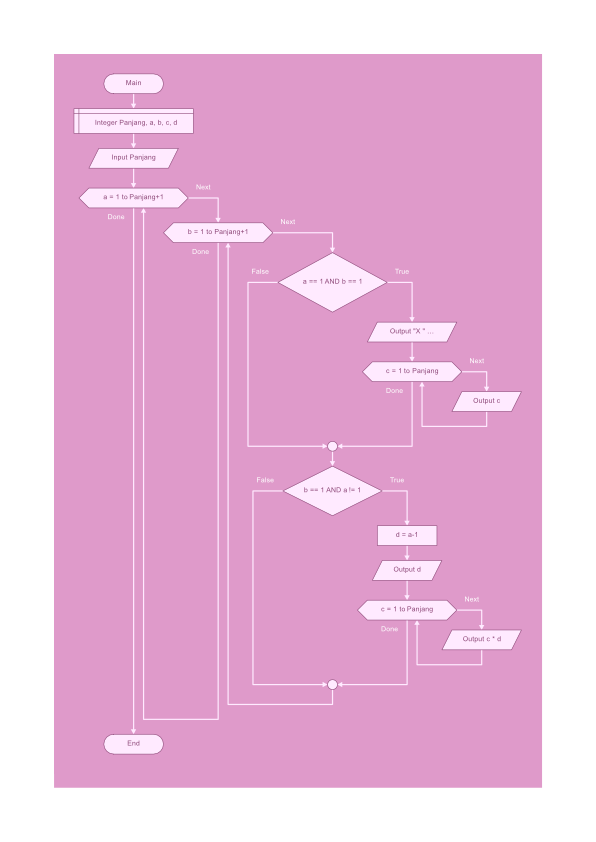 Main
Integer Panjang, a, b, c, d
Input Panjang
a = 1 to Panjang+1
Next
Done
b = 1 to Panjang+1
Next
Done
a == 1 AND b == 1
False
True
Output "X " ...
c = 1 to Panjang
Next
Output c
Done
b == 1 AND a != 1
False
True
d = a-1
Output d
c = 1 to Panjang
Next
Output c * d
Done
End